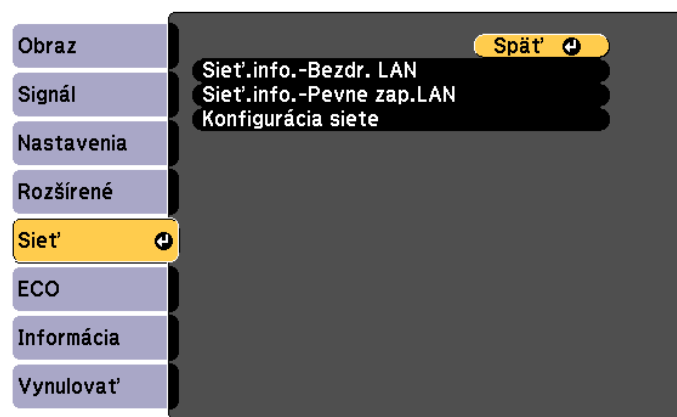 Obraz
Signál
Nastavenia
Rozšírené
Sieť
ECO
Informácia
Vynulovať
Späť
Sieť.info.-Bezdr. LAN
Sieť.info.-Pevne zap.LAN
Konfigurácia siete